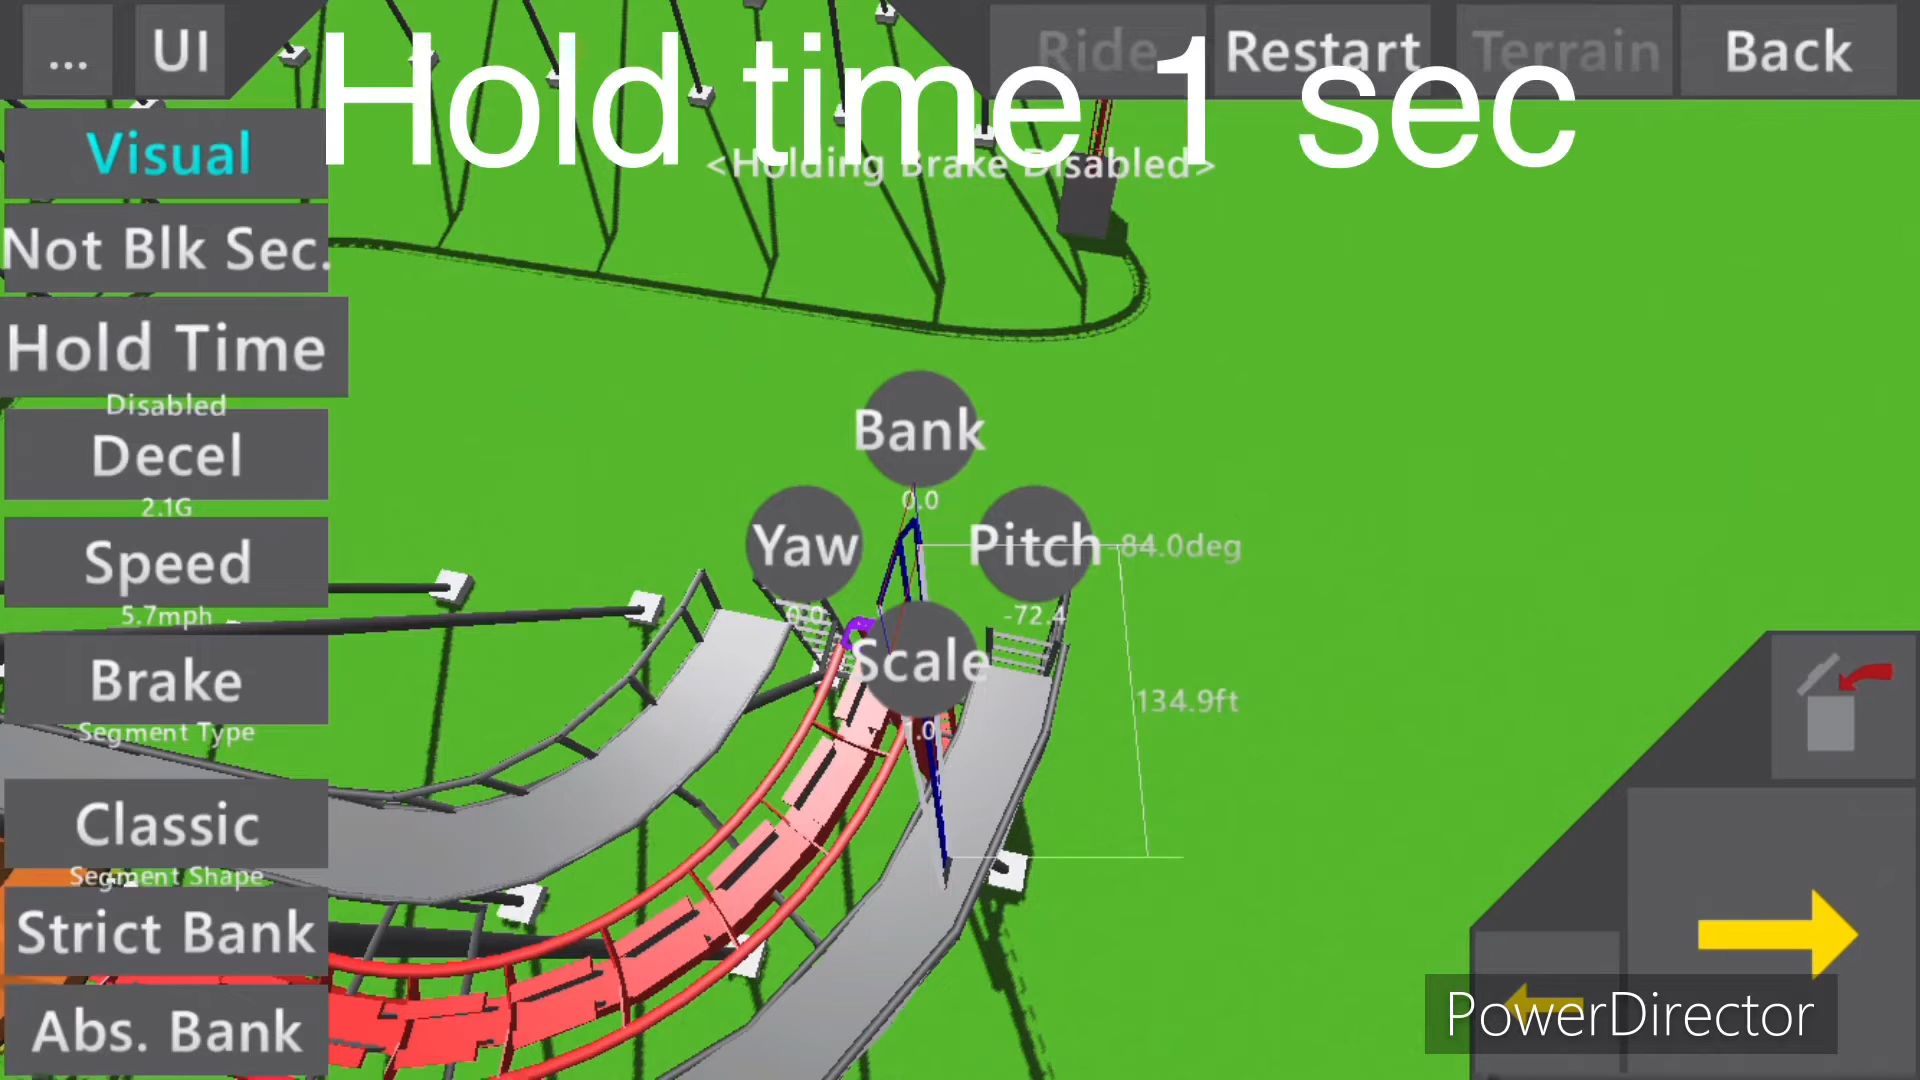 ... UI Ride Restart Terrain Back
Hold time 1 sec
<Holding Brake Disabled>
Visual
Not Blk Sec.
Hold Time
Disabled
Decel
2.1G
Speed
5.7mph
Brake
Segment Type
Classic
Segment Shape
Strict Bank
Abs. Bank
Bank
0.0
Yaw
0.0
Pitch
-72.4
-84.0deg
Scale
1.0
134.9ft
PowerDirector